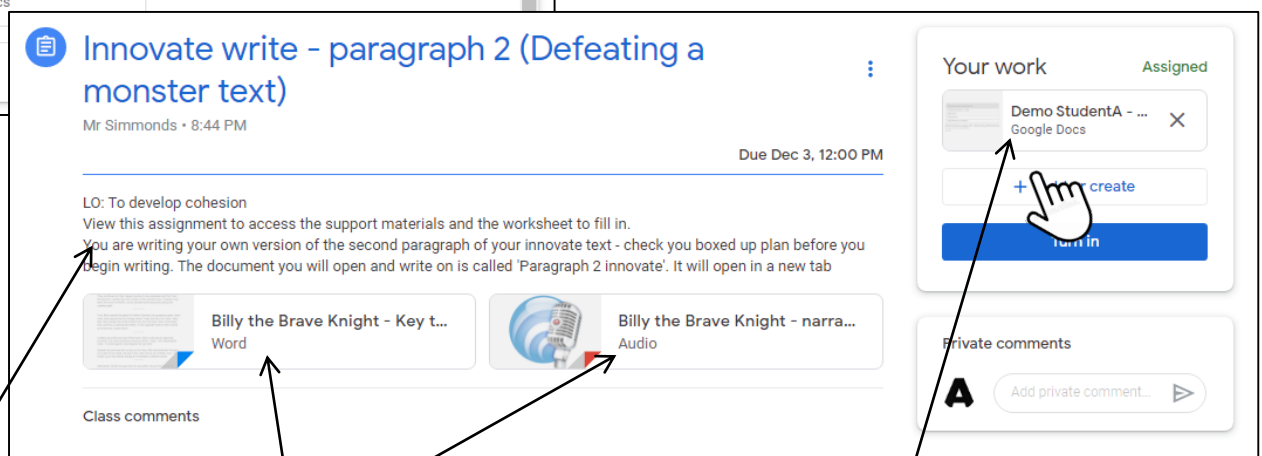 Innovate write - paragraph 2 (Defeating a
monster text)
Mr Simmonds • 8:44 PM
Due Dec 3, 12:00 PM
LO: To develop cohesion
View this assignment to access the support materials and the worksheet to fill in.
You are writing your own version of the second paragraph of your innovate text - check you boxed up plan before you
begin writing. The document you will open and write on is called 'Paragraph 2 innovate'. It will open in a new tab
Billy the Brave Knight - Key t...
Word
Billy the Brave Knight - narra...
Audio
Class comments
Your work
Assigned
Demo StudentA - ...
Google Docs
+ create
Turn in
Private comments
A
Add private comment...